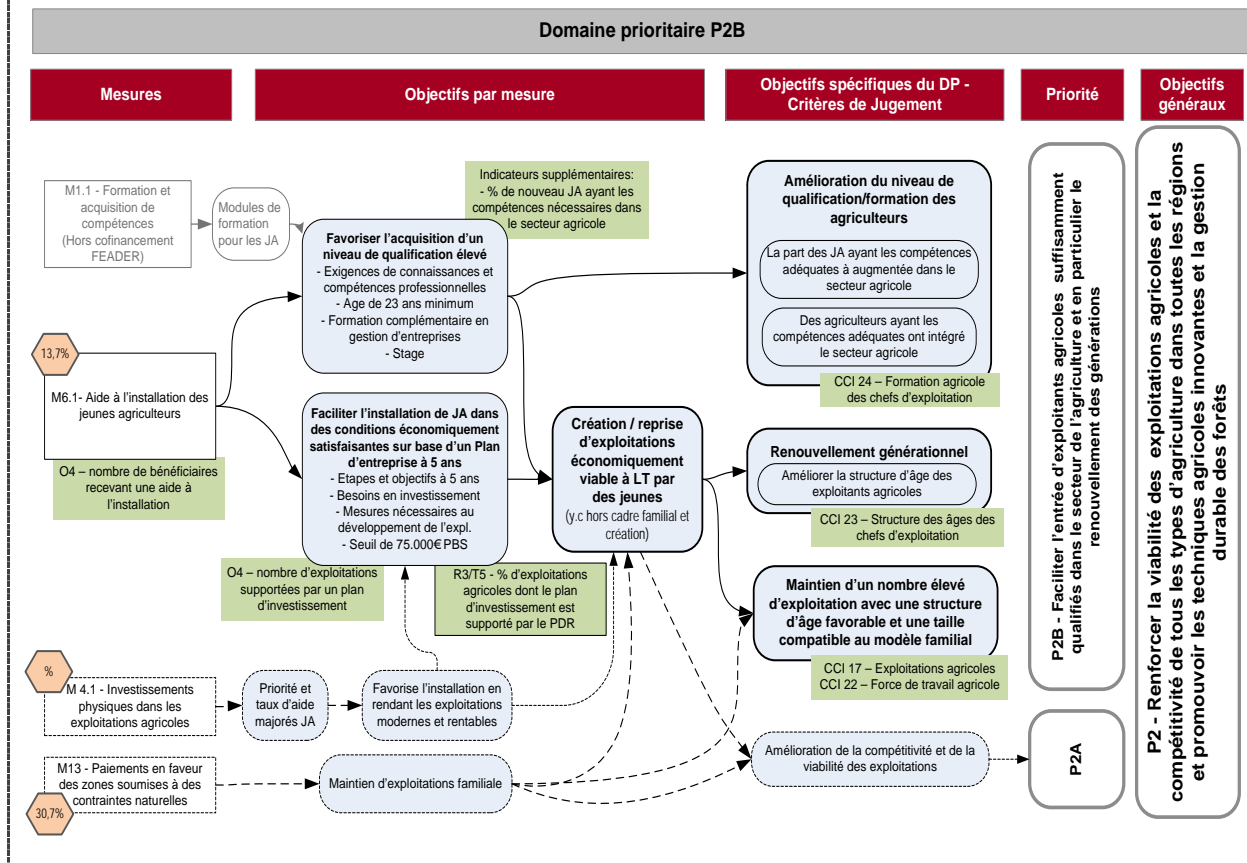 Domaine prioritaire P2B
Mesures
Objectifs par mesure
Objectifs spécifiques du DP -
Critères de Jugement
Priorité
Objectifs
généraux
M1.1 - Formation et
acquisition de
compétences
(Hors cofinancement
FEADER)
Modules de
formation
pour les JA
Indicateurs supplémentaires:
- % de nouveau JA ayant les
compétences nécessaires dans
le secteur agricole
Favoriser l'acquisition d'un
niveau de qualification élevé
- Exigences de connaissances et
compétences professionnelles
- Age de 23 ans minimum
- Formation complémentaire en
gestion d'entreprises
- Stage
Amélioration du niveau de
qualification/formation des
agriculteurs
La part des JA ayant les compétences
adéquates à augmentée dans le
secteur agricole
Des agriculteurs ayant les
compétences adéquates ont intégré
le secteur agricole
CCI 24 – Formation agricole
des chefs d'exploitation
13,7%
M6.1- Aide à l'installation des
jeunes agriculteurs
O4 – nombre de bénéficiaires
recevant une aide à
l'installation
Faciliter l'installation de JA dans
des conditions économiquement
satisfaisantes sur base d'un Plan
d'entreprise à 5 ans
- Etapes et objectifs à 5 ans
- Besoins en investissement
- Mesures nécessaires au
développement de l'expl.
- Seuil de 75.000€ PBS
O4 – nombre d'exploitations
supportées par un plan
d'investissement
R3/T5 - % d'exploitations
agricoles dont le plan
d'investissement est
supporté par le PDR
Création / reprise
d'exploitations
économiquement
viable à LT par
des jeunes
(y.c hors cadre familial et
création)
Renouvellement générationnel
Améliorer la structure d'âge des
exploitants agricoles
CCI 23 – Structure des âges des
chefs d'exploitation
Maintien d'un nombre élevé
d'exploitation avec une structure
d'âge favorable et une taille
compatible au modèle familial
CCI 17 – Exploitations agricoles
CCI 22 – Force de travail agricole
%
M 4.1 - Investissements
physiques dans les
exploitations agricoles
Priorité et
taux d'aide
majorés JA
Favorise l'installation en
rendant les exploitations
modernes et rentables
M13 - Paiements en faveur
des zones soumises à des
contraintes naturelles
30,7%
Maintien d'exploitations familiale
Amélioration de la compétitivité et de la
viabilité des exploitations
P2B - Faciliter l'entrée d'exploitants agricoles suffisamment
qualifiés dans le secteur de l'agriculture et en particulier le
renouvellement des générations
P2A
P2 - Renforcer la viabilité des exploitations agricoles et la
compétitivité de tous les types d'agriculture dans toutes les régions
et promouvoir les techniques agricoles innovantes et la gestion
durable des forêts